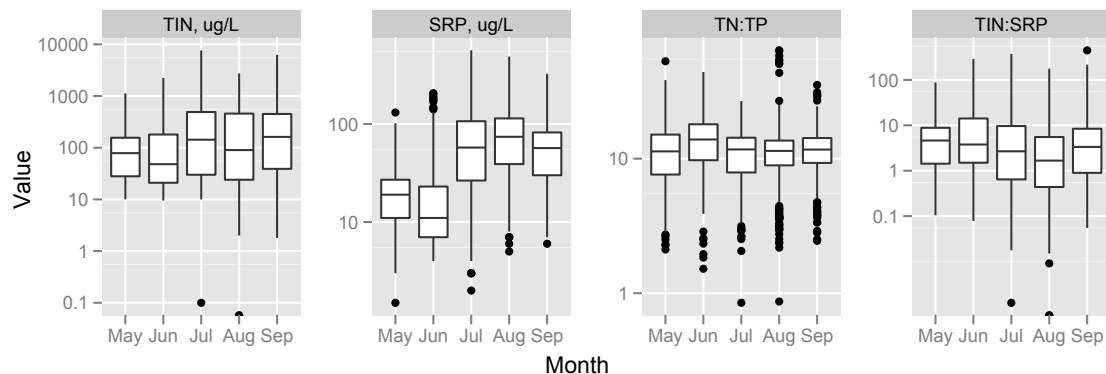 TIN, ug/L
SRP, ug/L
TN:TP
TIN:SRP
Value
10000
1000
100
10
1
0.1
100
10
10
1
100
10
1
0.1
May Jun Jul Aug Sep
May Jun Jul Aug Sep
May Jun Jul Aug Sep
May Jun Jul Aug Sep
Month